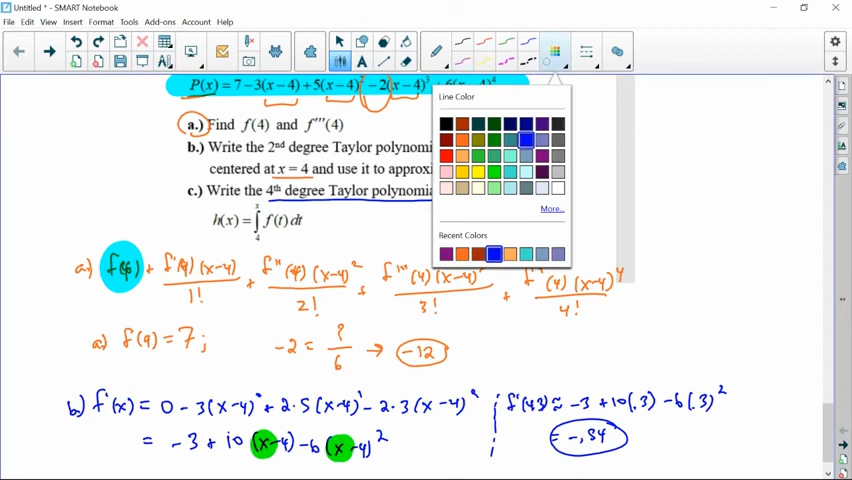 Untitled * - SMART Notebook
File Edit View Insert Format Tools Add-ons Account Help
P(x) = 7 − 3(x−4) + 5(x−4)² − 2(x−4)³ + 6(x−4)⁴
a.) Find f(4) and f'''(4)
b.) Write the 2nd degree Taylor polynomi
centered at x = 4 and use it to approxi
c.) Write the 4th degree Taylor polynomia
h(x) = ∫₄ˣ f(t) dt
Line Color
More...
Recent Colors
a) f(4) + f'(4) (x-4) / 1! + f''(4) (x-4)² / 2! + f'''(4) (x-4)³ / 3! + (4) (x-4)⁴ / 4!
a) f(4) = 7; -2 = ? / 6 → -12
b.) f'(x) = 0 - 3(x-4)⁰ + 2·5(x-4)¹ - 2·3(x-4)² f'(4.3) ≈ -3 + 10(.3) - 6(.3)²
= -3 + 10(x-4) - 6(x-4)² = -.54